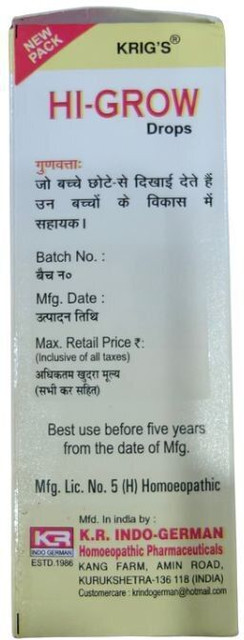 NEW
PACK
KRIG'S®
HI-GROW
Drops
गुणवत्ताः
जो बच्चे छोटे-से दिखाई देते हैं
उन बच्चों के विकास में
सहायक।
Batch No. :
बैच न०
Mfg. Date :
उत्पादन तिथि
Max. Retail Price ₹:
(Inclusive of all taxes)
अधिकतम खुदरा मूल्य
(सभी कर सहित)
Best use before five years
from the date of Mfg.
Mfg. Lic. No. 5 (H) Homoeopathic
Mfd. In india by :
KR K.R. INDO-GERMAN
INDO GERMAN Homoeopathic Pharmaceuticals
ESTD.1986 KANG FARM, AMIN ROAD,
KURUKSHETRA-136 118 (INDIA)
Customercare : krindogerman@hotmail.com